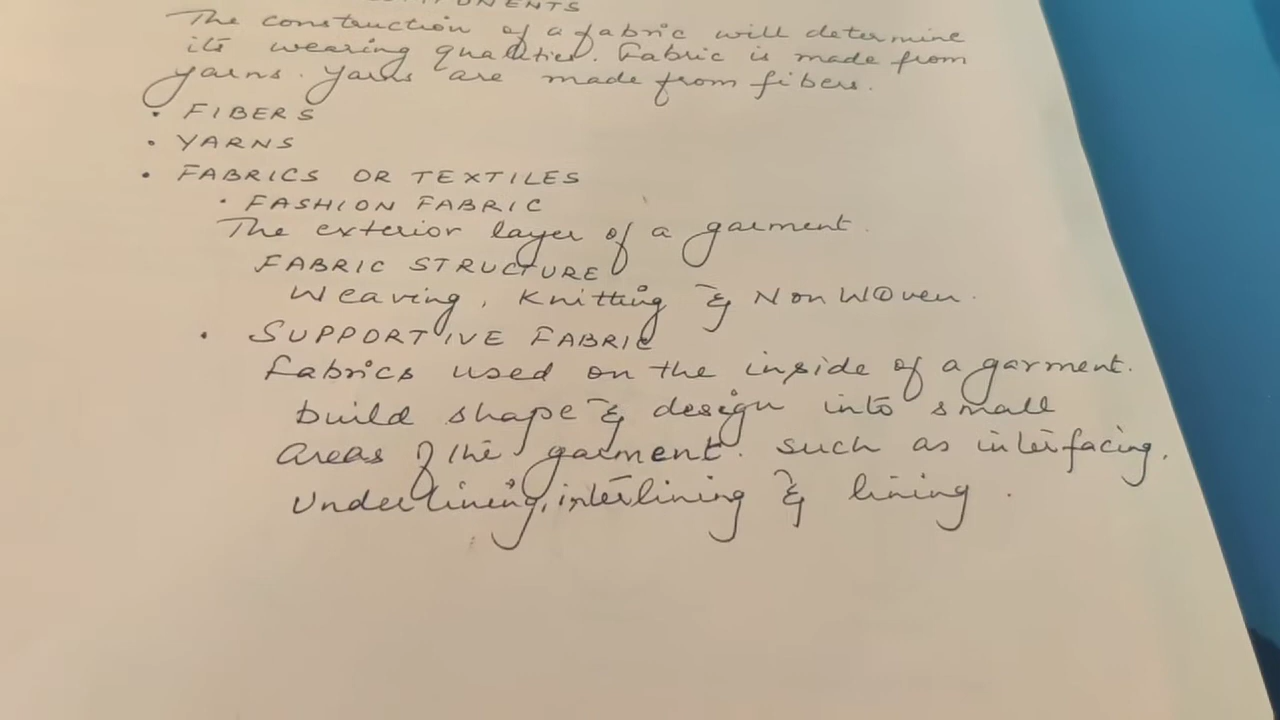 The construction of a fabric will determine
its wearing qualities. Fabric is made from
yarns. Yarns are made from fibers.
• FIBERS
• YARNS
• FABRICS OR TEXTILES
• FASHION FABRIC
The exterior layer of a garment.
FABRIC STRUCTURE
Weaving, Knitting & Non Woven.
• SUPPORTIVE FABRIC
fabrics used on the inside of a garment.
build shape & design into small
areas of the garment. such as interfacing,
Underlining, interlining & lining.